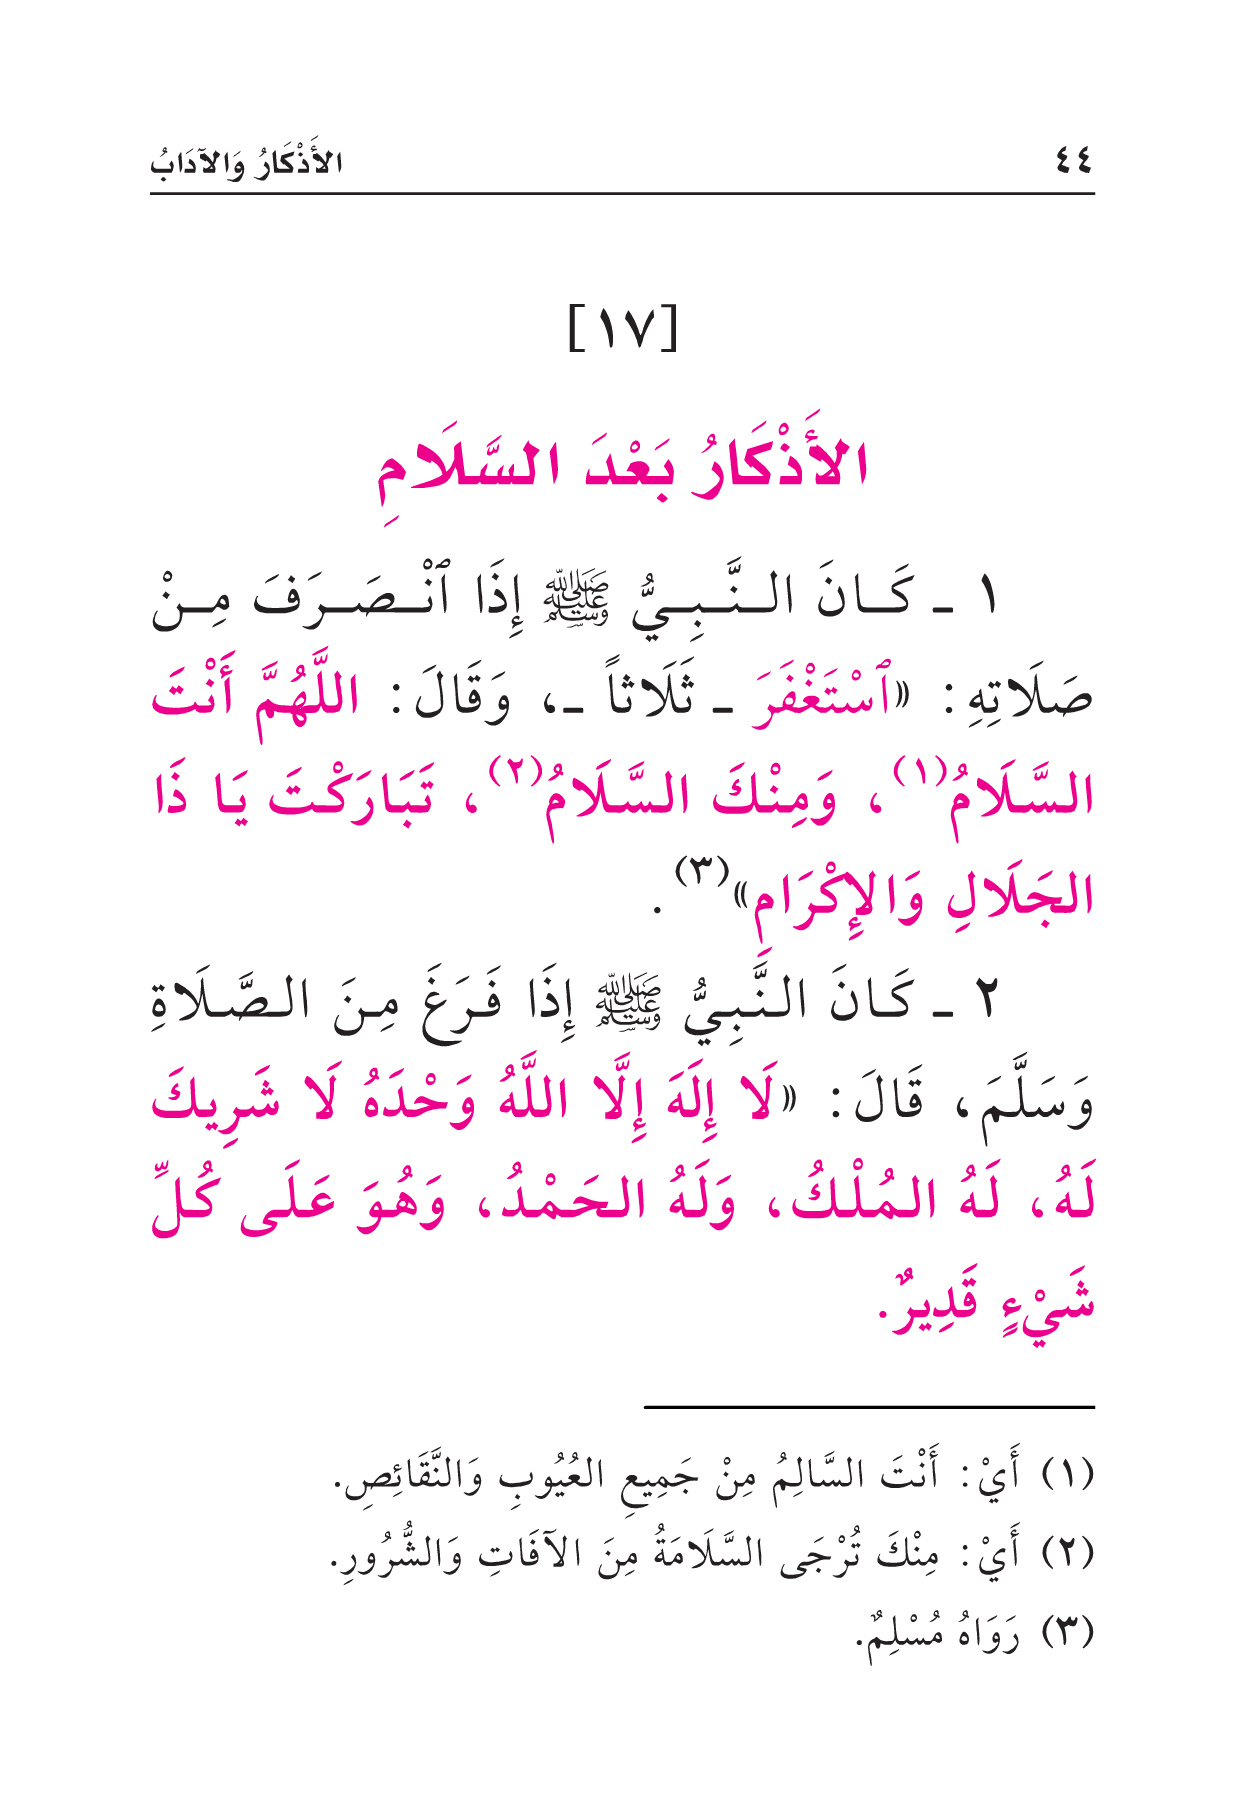 ٤٤ الأَذْكَارُ وَالآدَابُ
[١٧]
الأَذْكَارُ بَعْدَ السَّلَامِ
١ ـ كَانَ النَّبِيُّ ﷺ إِذَا ٱنْصَرَفَ مِنْ
صَلَاتِهِ: «ٱسْتَغْفَرَ ـ ثَلَاثاً ـ، وَقَالَ: اللَّهُمَّ أَنْتَ
السَّلَامُ(١)، وَمِنْكَ السَّلَامُ(٢)، تَبَارَكْتَ يَا ذَا
الجَلَالِ وَالإِكْرَامِ»(٣).
٢ ـ كَانَ النَّبِيُّ ﷺ إِذَا فَرَغَ مِنَ الصَّلَاةِ
وَسَلَّمَ، قَالَ: «لَا إِلَهَ إِلَّا اللَّهُ وَحْدَهُ لَا شَرِيكَ
لَهُ، لَهُ المُلْكُ، وَلَهُ الحَمْدُ، وَهُوَ عَلَى كُلِّ
شَيْءٍ قَدِيرٌ.
(١) أَيْ: أَنْتَ السَّالِمُ مِنْ جَمِيعِ العُيُوبِ وَالنَّقَائِصِ.
(٢) أَيْ: مِنْكَ تُرْجَى السَّلَامَةُ مِنَ الآفَاتِ وَالشُّرُورِ.
(٣) رَوَاهُ مُسْلِمٌ.